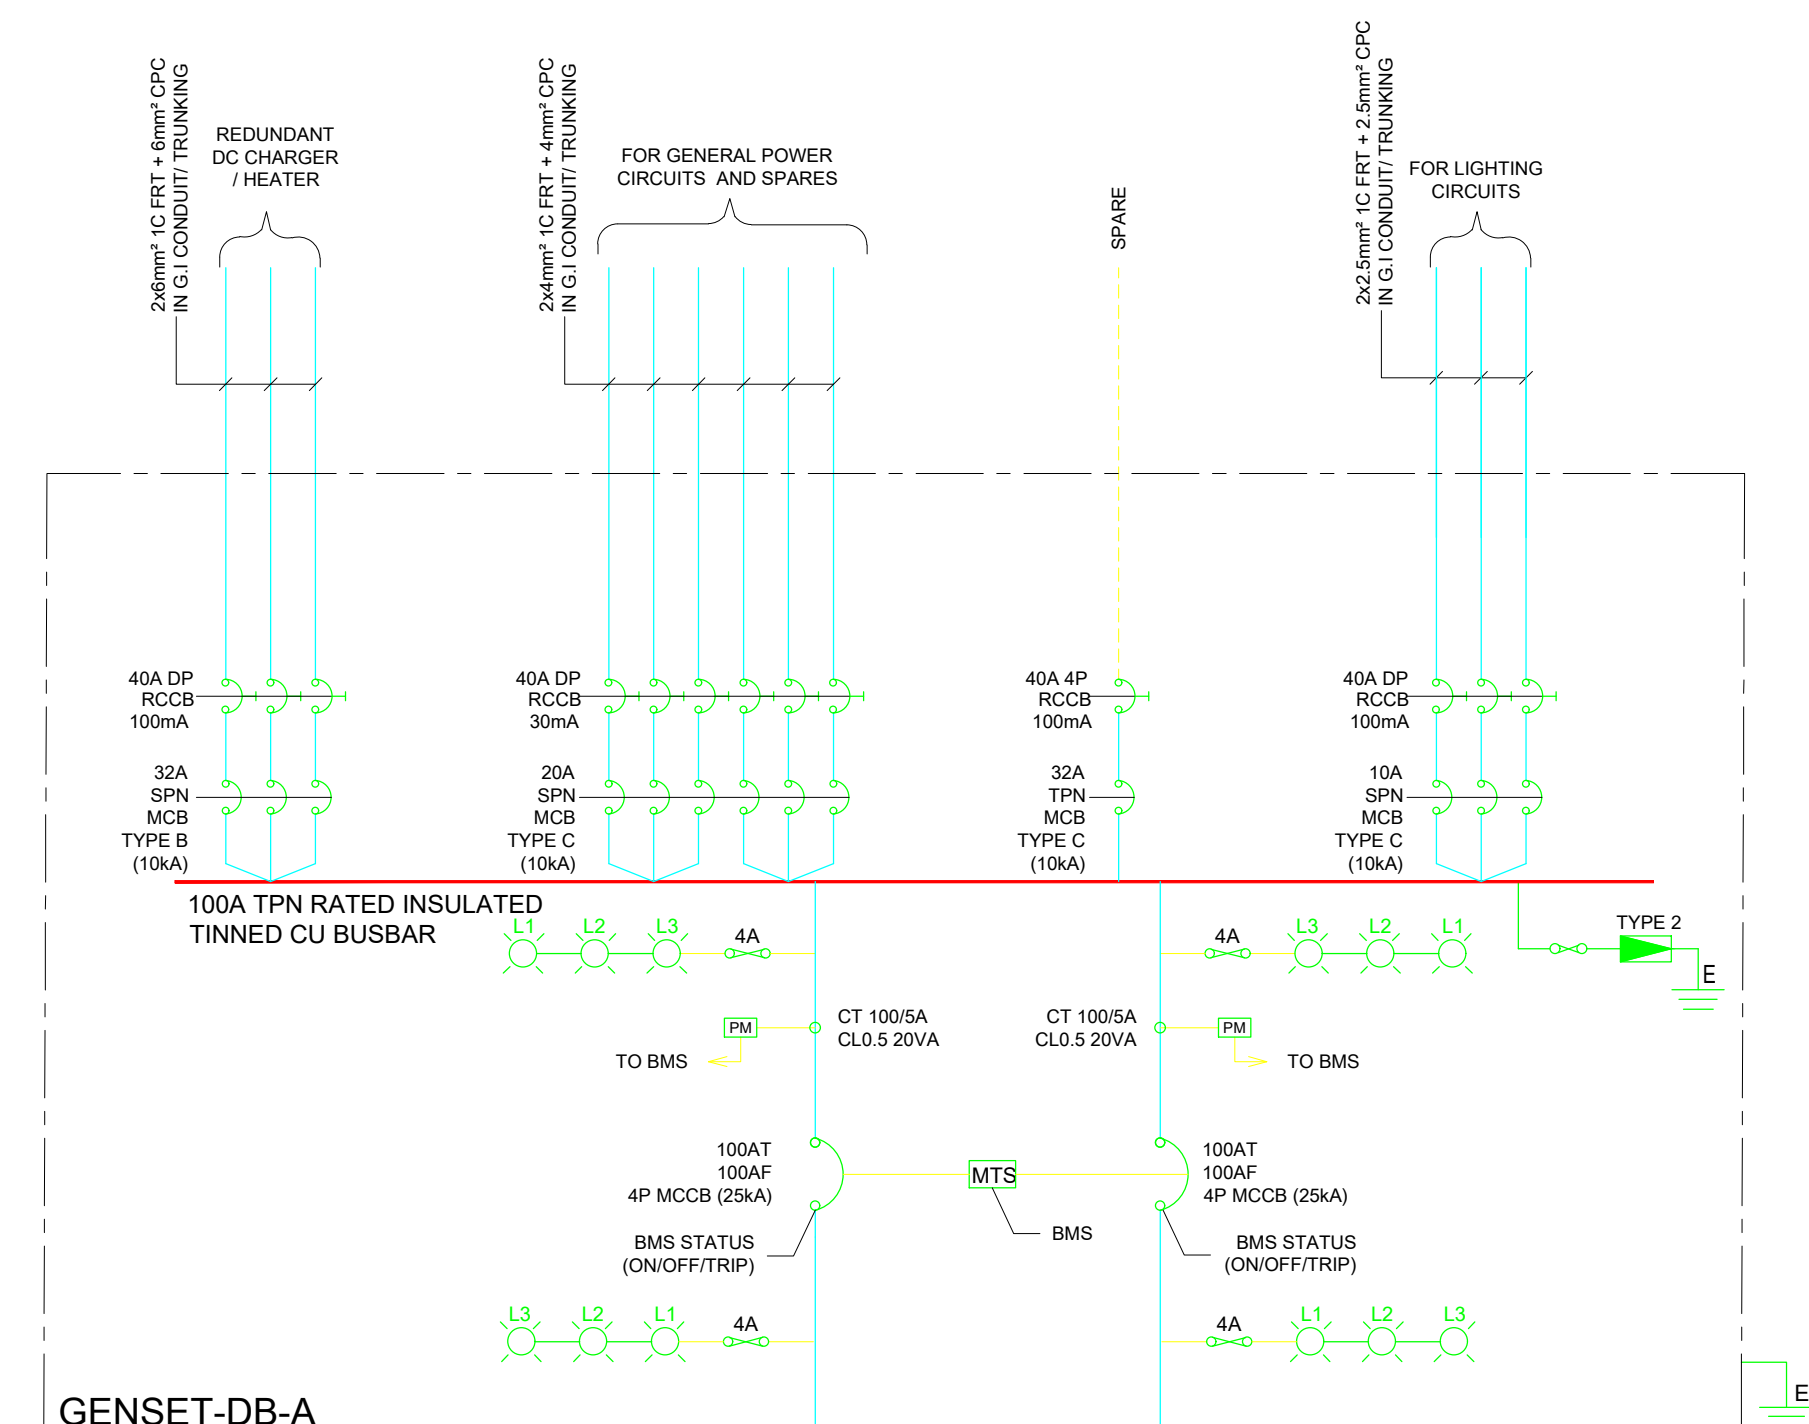 2x6mm² 1C FRT + 6mm² CPC
IN G.I CONDUIT/ TRUNKING
REDUNDANT
DC CHARGER
/ HEATER
2x4mm² 1C FRT + 4mm² CPC
IN G.I CONDUIT/ TRUNKING
FOR GENERAL POWER
CIRCUITS AND SPARES
SPARE
2x2.5mm² 1C FRT + 2.5mm² CPC
IN G.I CONDUIT/ TRUNKING
FOR LIGHTING
CIRCUITS
40A DP
RCCB
100mA
40A DP
RCCB
30mA
40A 4P
RCCB
100mA
40A DP
RCCB
100mA
32A
SPN
MCB
TYPE B
(10kA)
20A
SPN
MCB
TYPE C
(10kA)
32A
TPN
MCB
TYPE C
(10kA)
10A
SPN
MCB
TYPE C
(10kA)
100A TPN RATED INSULATED
TINNED CU BUSBAR
L1
L2
L3
4A
4A
L3
L2
L1
TYPE 2
E
PM
CT 100/5A
CL0.5 20VA
TO BMS
CT 100/5A
CL0.5 20VA
PM
TO BMS
100AT
100AF
4P MCCB (25kA)
MTS
100AT
100AF
4P MCCB (25kA)
BMS STATUS
(ON/OFF/TRIP)
BMS
BMS STATUS
(ON/OFF/TRIP)
L3
L2
L1
4A
4A
L1
L2
L3
E
GENSET-DB-A